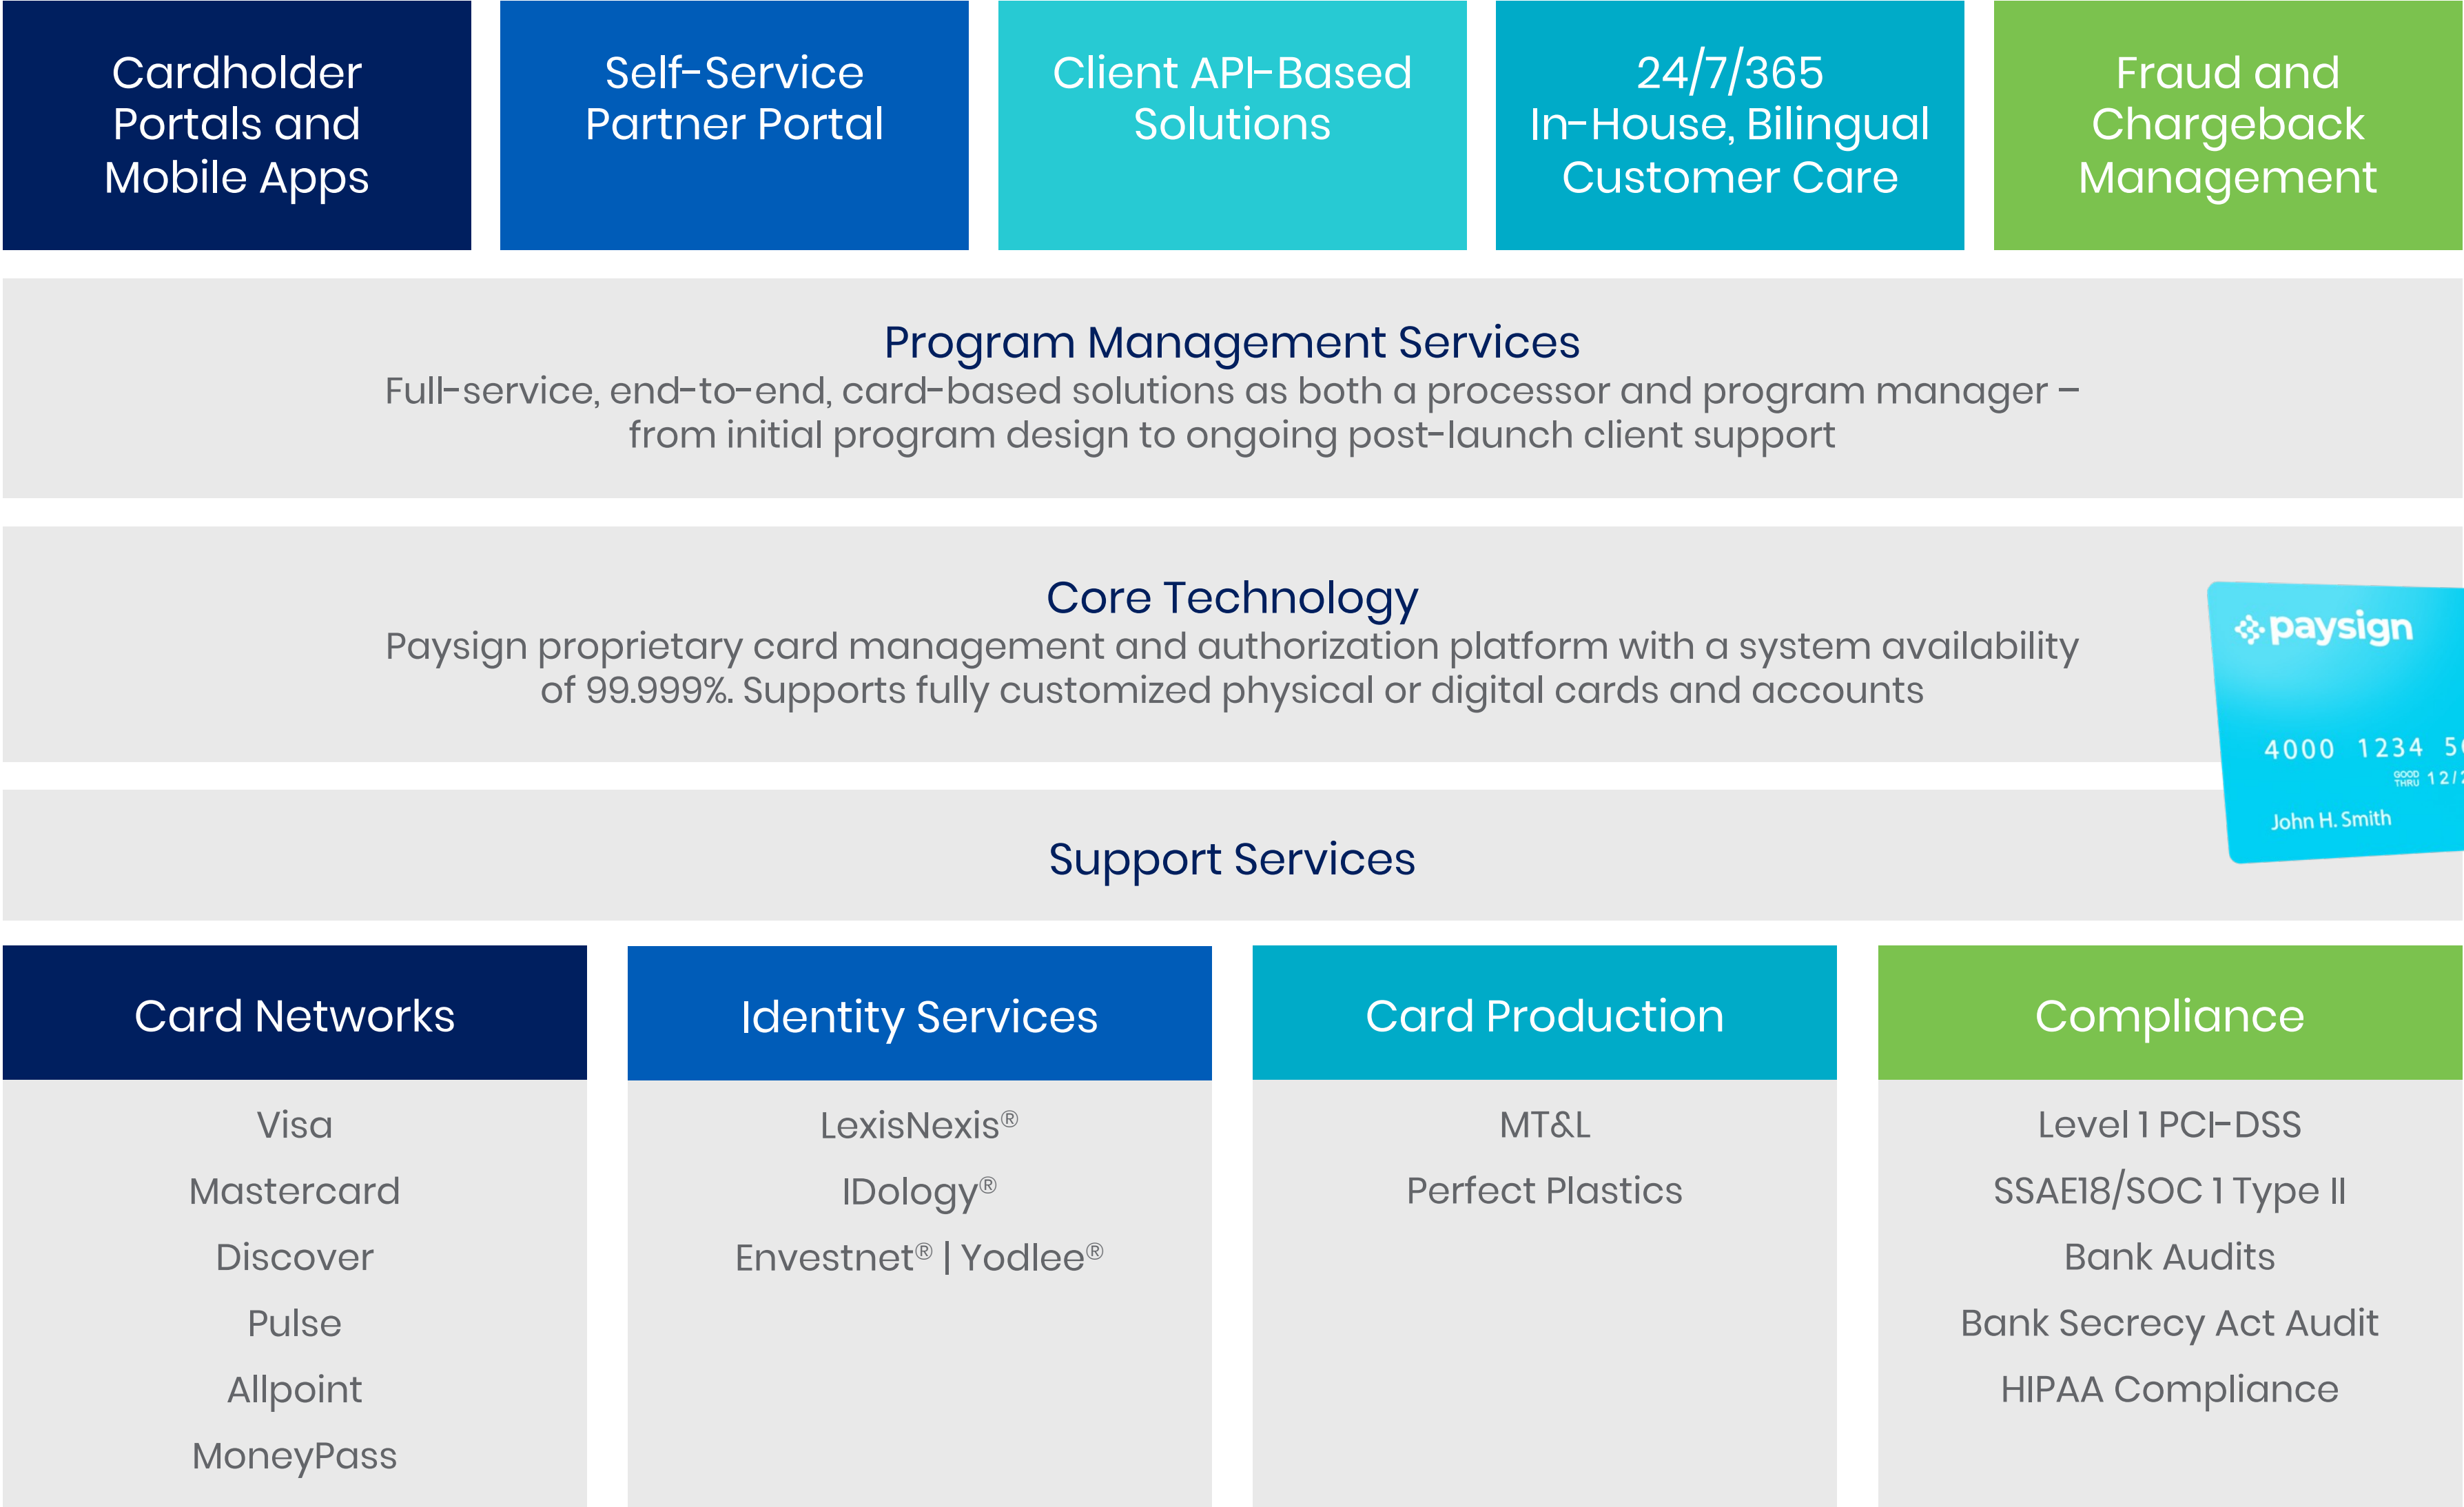 Cardholder
Portals and
Mobile Apps
Self-Service
Partner Portal
Client API-Based
Solutions
24/7/365
In-House, Bilingual
Customer Care
Fraud and
Chargeback
Management
Program Management Services
Full-service, end-to-end, card-based solutions as both a processor and program manager –
from initial program design to ongoing post-launch client support
Core Technology
Paysign proprietary card management and authorization platform with a system availability
of 99.999%. Supports fully customized physical or digital cards and accounts
paysign
4000 1234
GOOD
THRU
John H. Smith
Support Services
Card Networks
Visa
Mastercard
Discover
Pulse
Allpoint
MoneyPass
Identity Services
LexisNexis®
IDology®
Envestnet® | Yodlee®
Card Production
MT&L
Perfect Plastics
Compliance
Level 1 PCI-DSS
SSAE18/SOC 1 Type II
Bank Audits
Bank Secrecy Act Audit
HIPAA Compliance